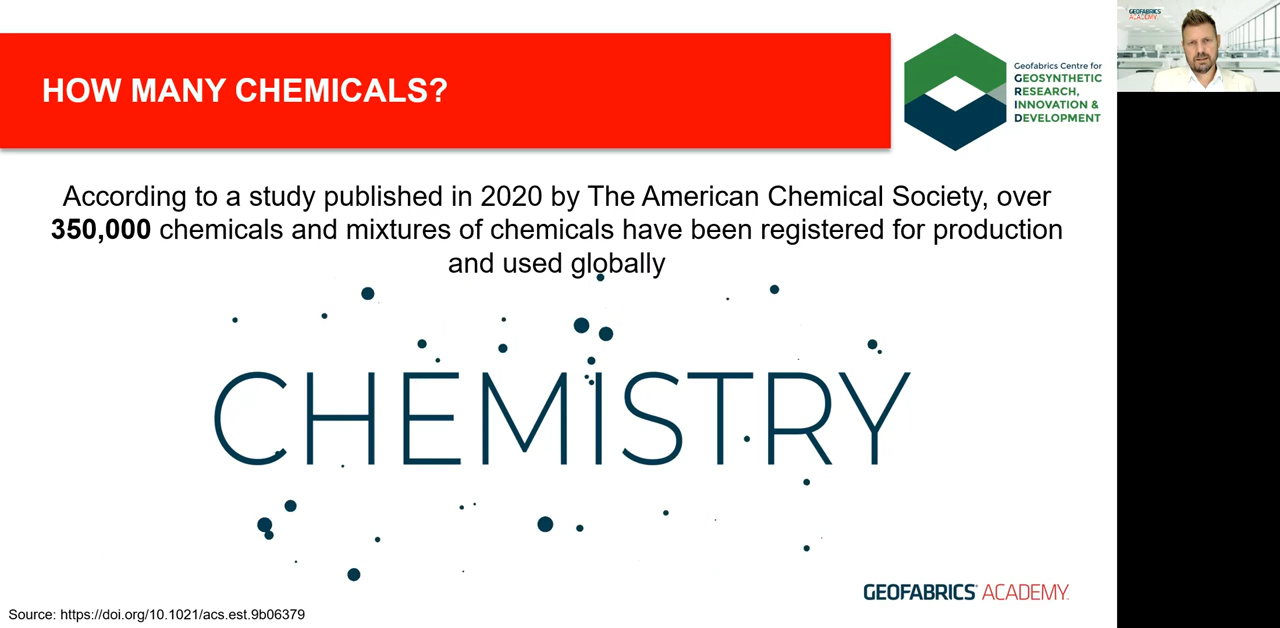 HOW MANY CHEMICALS?
Geofabrics Centre for
GEOSYNTHETIC
RESEARCH,
INNOVATION &
DEVELOPMENT
GEOFABRICS
ACADEMY
According to a study published in 2020 by The American Chemical Society, over
350,000 chemicals and mixtures of chemicals have been registered for production
and used globally
CHEMISTRY
GEOFABRICS ACADEMY
Source: https://doi.org/10.1021/acs.est.9b06379